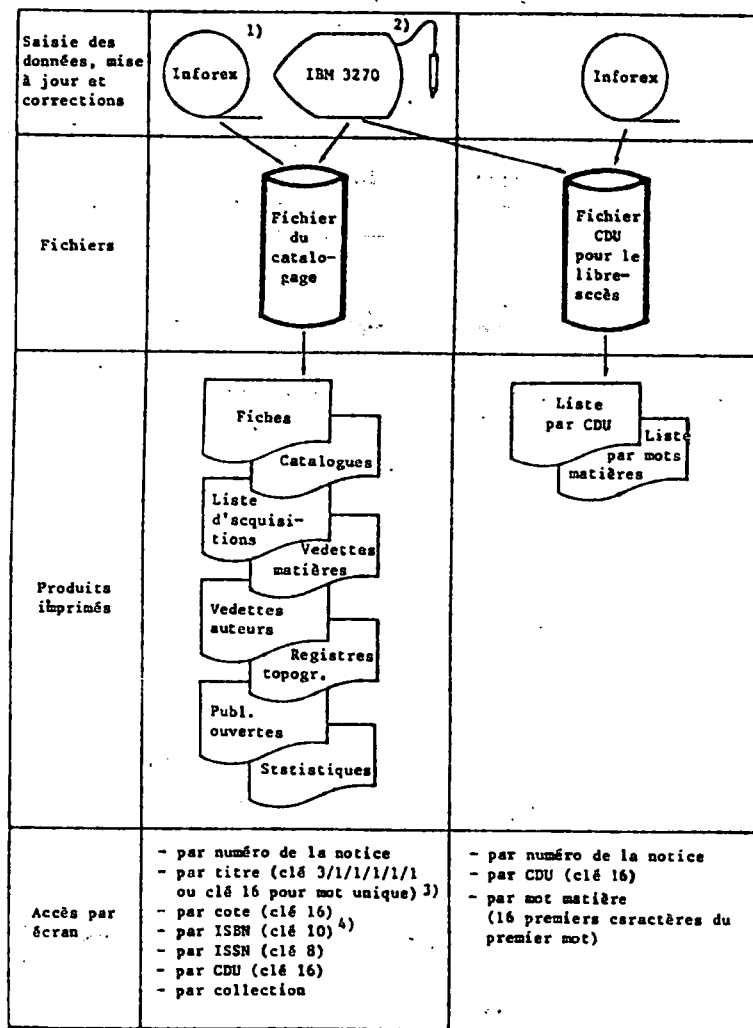 Saisie des
données, mise
à jour et
corrections
Inforex
1)
IBM 3270
2)
Inforex
Fichiers
Fichier
du
catalo-
gage
Fichier
CDU
pour le
libre-
accès
Produits
imprimés
Fiches
Catalogues
Liste
d'acquisi-
tions
Vedettes
matières
Vedettes
auteurs
Registres
topogr.
Publ.
ouvertes
Statistiques
Liste
par CDU
Liste
par mots
matières
Accès par
écran
- par numéro de la notice
- par titre (clé 3/1/1/1/1/1
ou clé 16 pour mot unique) 3)
- par cote (clé 16)
- par ISBN (clé 10) 4)
- par ISSN (clé 8)
- par CDU (clé 16)
- par collection
- par numéro de la notice
- par CDU (clé 16)
- par mot matière
(16 premiers caractères du
premier mot)